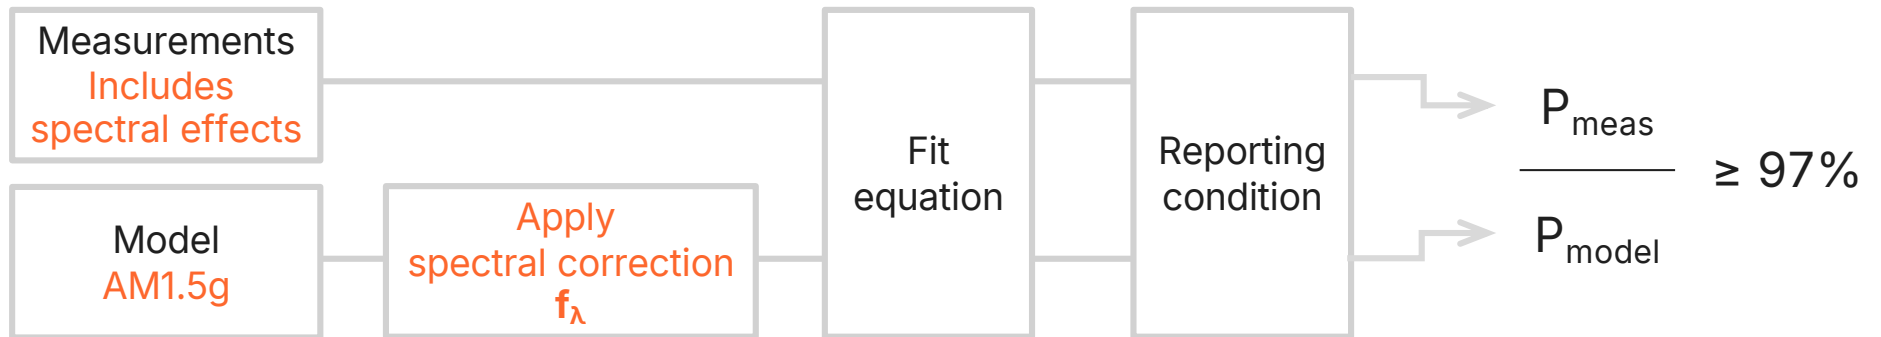 Measurements
Includes
spectral effects
Model
AM1.5g
Apply
spectral correction
fλ
Fit
equation
Reporting
condition
Pmeas
Pmodel
≥ 97%